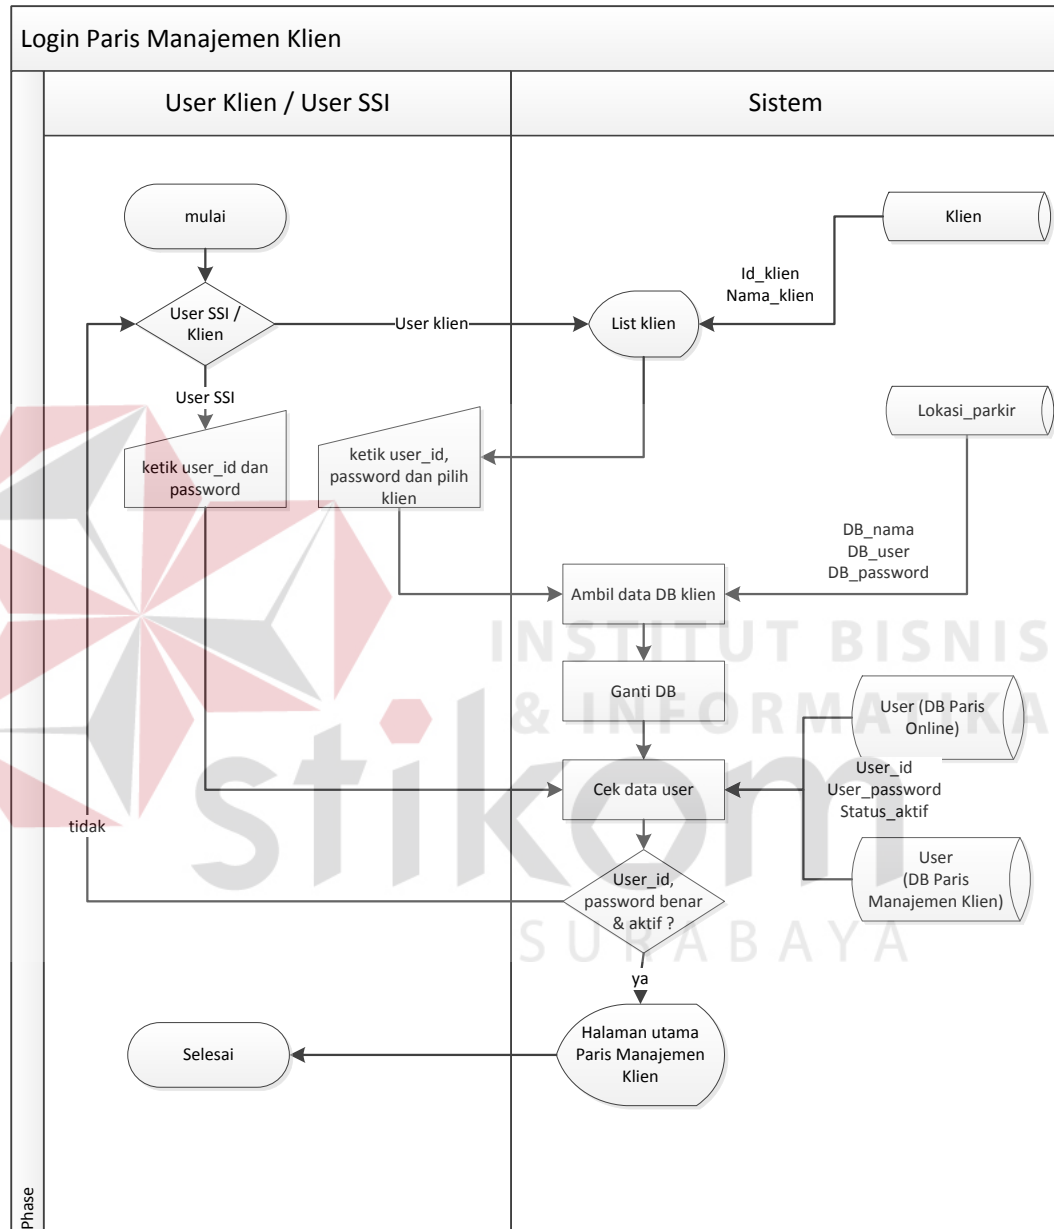 Login Paris Manajemen Klien
User Klien / User SSI
Sistem
mulai
Klien
Id_klien
Nama_klien
User SSI /
Klien
User klien
List klien
User SSI
Lokasi_parkir
ketik user_id dan
password
ketik user_id,
password dan pilih
klien
DB_nama
DB_user
DB_password
Ambil data DB klien
INSTITUT BISNIS
& INFORMATIKA
stikom
SURABAYA
Ganti DB
User (DB Paris
Online)
User_id
User_password
Status_aktif
Cek data user
tidak
User
(DB Paris
Manajemen Klien)
User_id,
password benar
& aktif ?
ya
Halaman utama
Paris Manajemen
Klien
Selesai
Phase